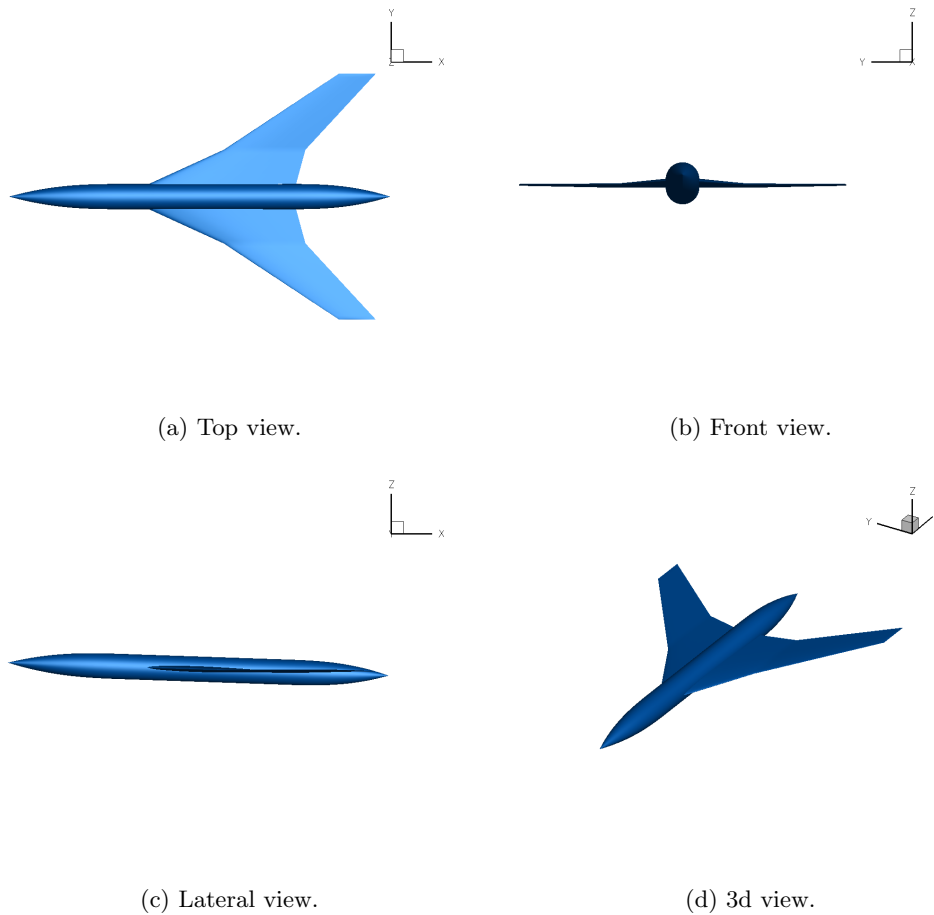 Y
Z
X
Z
Y
X
(a) Top view.
(b) Front view.
Z
X
Z
Y
(c) Lateral view.
(d) 3d view.